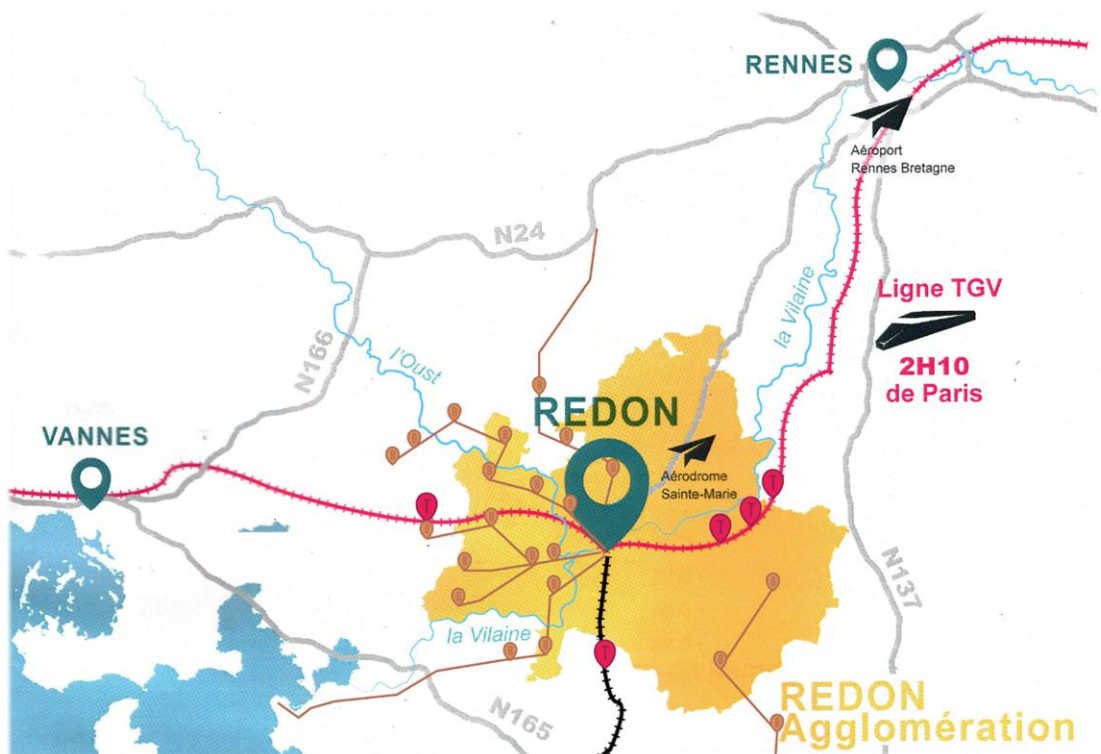 RENNES
Aéroport
Rennes Bretagne
N24
la Vilaine
Ligne TGV
2H10
de Paris
N166
l'Oust
REDON
VANNES
Aérodrome
Sainte-Marie
T
T
T
T
N137
la Vilaine
T
N165
REDON
Agglomération